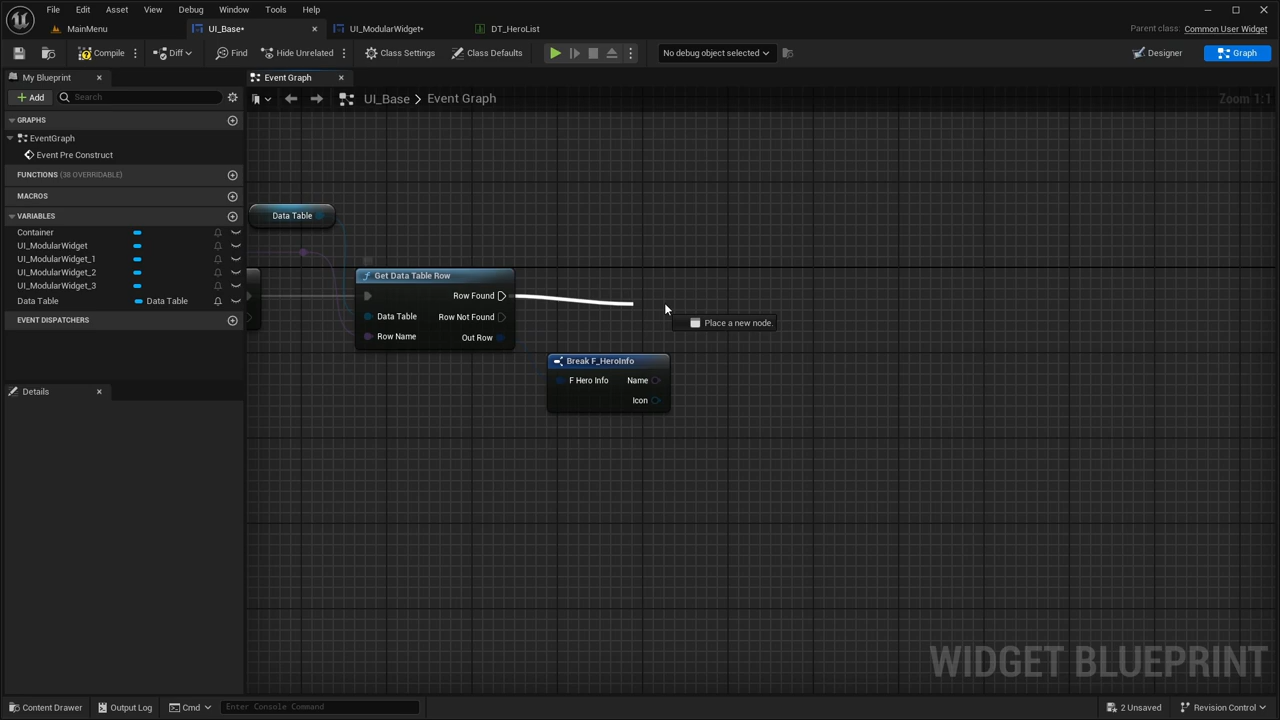 File Edit Asset View Debug Window Tools Help
MainMenu UI_Base* UI_ModularWidget* DT_HeroList Parent class: Common User Widget
Compile Diff Find Hide Unrelated Class Settings Class Defaults No debug object selected Designer Graph
My Blueprint Event Graph
Add Search UI_Base > Event Graph Zoom 1:1
GRAPHS
EventGraph
Event Pre Construct
FUNCTIONS (38 OVERRIDABLE)
MACROS
VARIABLES
Container
UI_ModularWidget
UI_ModularWidget_1
UI_ModularWidget_2
UI_ModularWidget_3
Data Table Data Table
EVENT DISPATCHERS
Details
Data Table
Get Data Table Row
Row Found
Data Table Row Not Found
Row Name Out Row
Place a new node.
Break F_HeroInfo
F Hero Info Name
Icon
WIDGET BLUEPRINT
Content Drawer Output Log Cmd Enter Console Command 2 Unsaved Revision Control